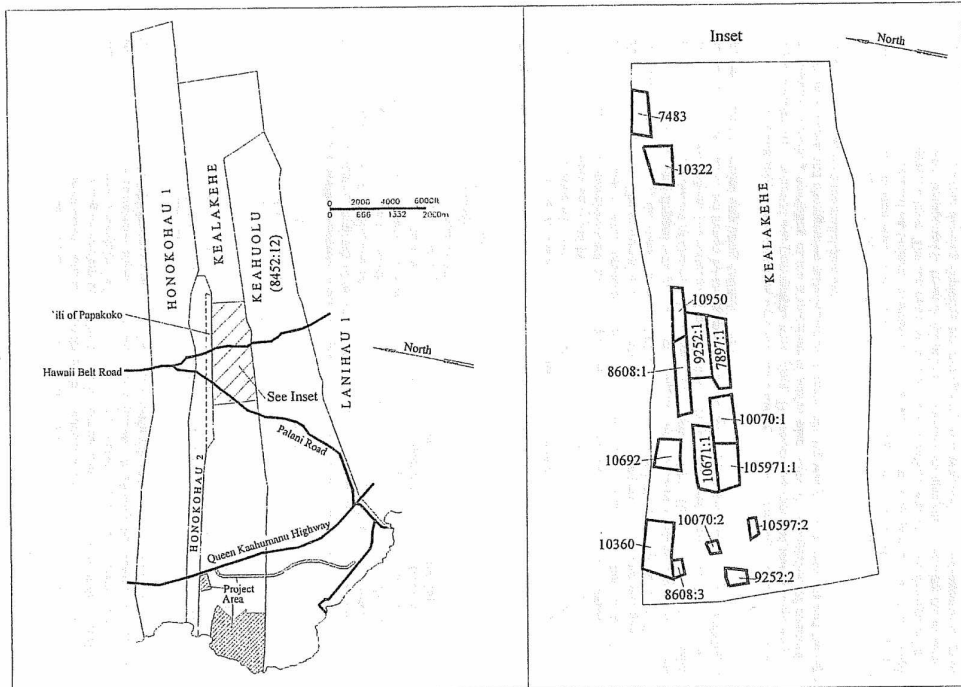 HONOKOHAU 1
KEALAKEHE
KEAHUOLU
(8452:12)
LANIHAU 1
0 2000 4000 6000ft
0 666 1332 2000m
North
`ili of Papakoko
Hawaii Belt Road
See Inset
Palani Road
HONOKOHAU 2
Queen Kaahumanu Highway
Project
Area
Inset
North
7483
10322
KEALAKEHE
10950
9252:1
7897:1
8608:1
10070:1
10671:1
105971:1
10692
10070:2
10597:2
10360
9252:2
8608:3